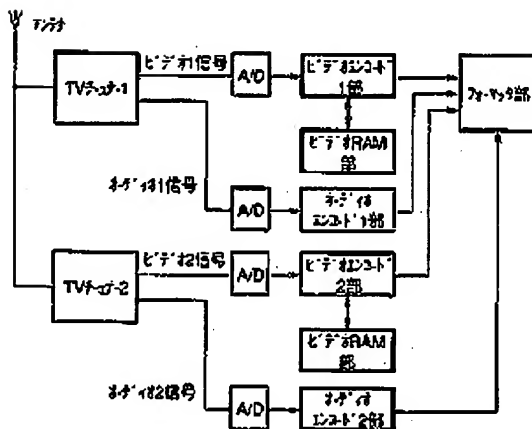 アンテナ
TVチューナ-1
ビデオ1信号
A/D
ビデオエンコード
1部
フォーマッタ部
ビデオRAM
部
オーディオ1信号
A/D
オーディオ
エンコード1部
TVチューナ-2
ビデオ2信号
A/D
ビデオエンコード
2部
ビデオRAM
部
オーディオ2信号
A/D
オーディオ
エンコード2部